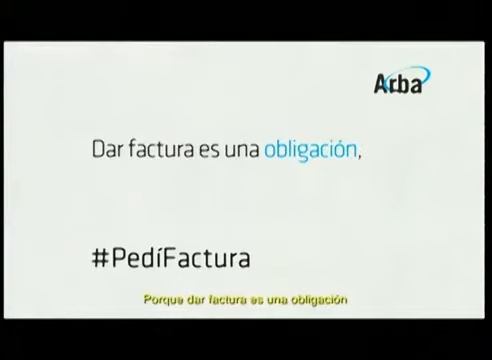 Arba
Dar factura es una obligación,
#PedíFactura
Porque dar factura es una obligación